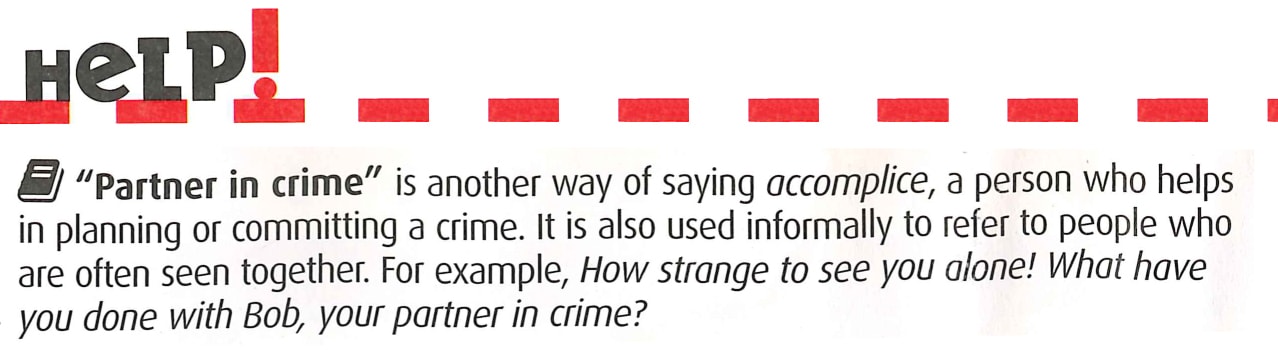 HeLP!
"Partner in crime" is another way of saying accomplice, a person who helps
in planning or committing a crime. It is also used informally to refer to people who
are often seen together. For example, How strange to see you alone! What have
you done with Bob, your partner in crime?